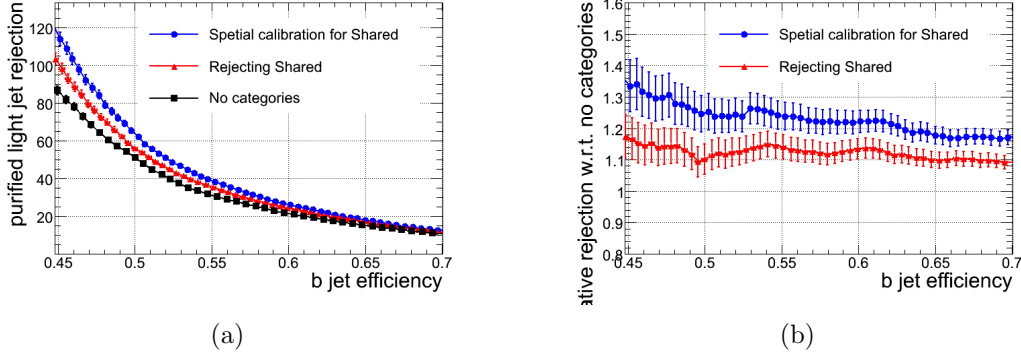 purified light jet rejection
120
100
80
60
40
20
Spetial calibration for Shared
Rejecting Shared
No categories
0.45 0.5 0.55 0.6 0.65 0.7
b jet efficiency
(a)
ative rejection w.r.t. no categories
1.6
1.5
1.4
1.3
1.2
1.1
1
0.9
0.8
Spetial calibration for Shared
Rejecting Shared
0.45 0.5 0.55 0.6 0.65 0.7
b jet efficiency
(b)